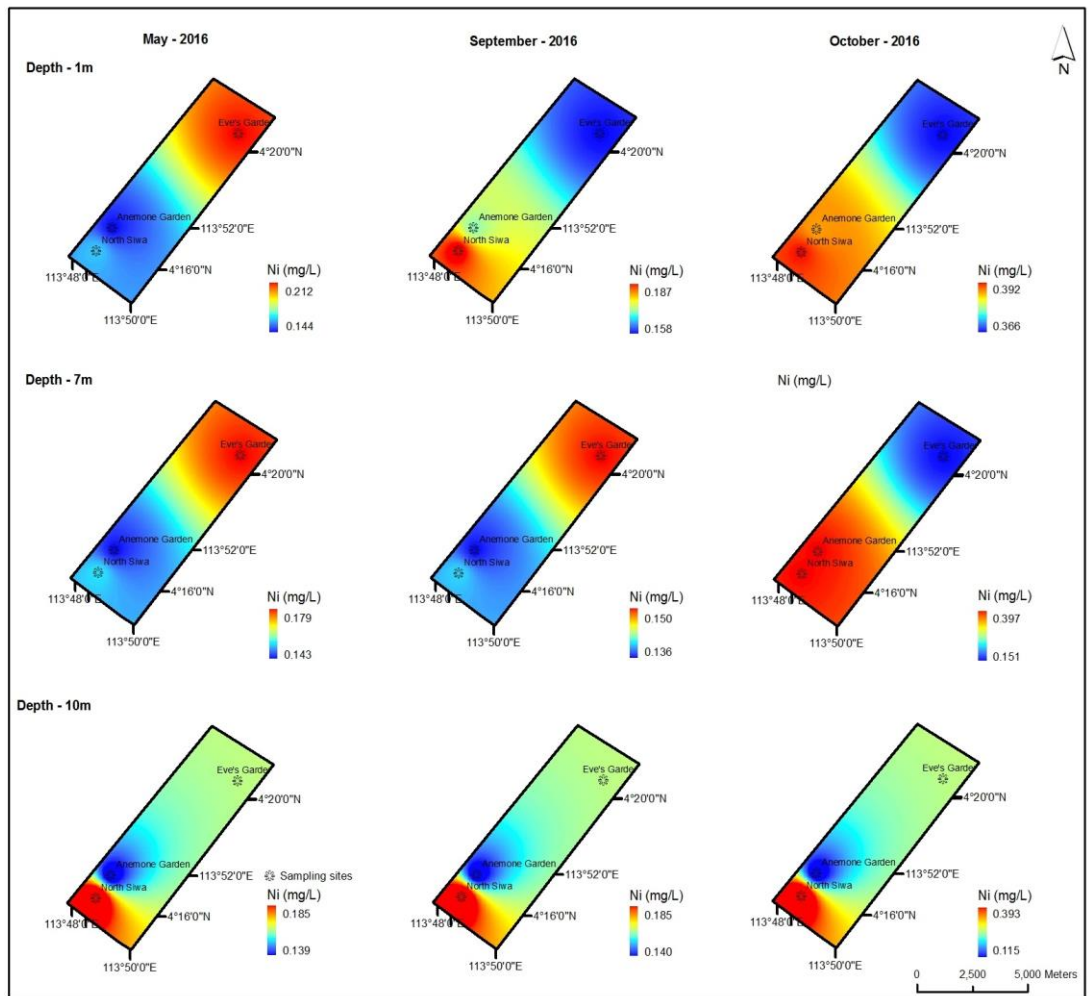 May - 2016
September - 2016
October - 2016
N
Depth - 1m
Eve's Garde
4°20'0"N
Anemone Garden
North Siwa
113°52'0"E
113°48'0"E
4°16'0"N
113°50'0"E
Ni (mg/L)
0.212
0.144
Eve's Garde
4°20'0"N
Anemone Garden
North Siwa
113°52'0"E
113°48'0"E
4°16'0"N
113°50'0"E
Ni (mg/L)
0.187
0.158
Eve's Garde
4°20'0"N
Anemone Garden
North Siwa
113°52'0"E
113°48'0"E
4°16'0"N
113°50'0"E
Ni (mg/L)
0.392
0.366
Depth - 7m
Ni (mg/L)
Eve's Garde
4°20'0"N
Anemone Garden
North Siwa
113°52'0"E
113°48'0"E
4°16'0"N
113°50'0"E
Ni (mg/L)
0.179
0.143
Eve's Garde
4°20'0"N
Anemone Garden
North Siwa
113°52'0"E
113°48'0"E
4°16'0"N
113°50'0"E
Ni (mg/L)
0.150
0.136
Eve's Garde
4°20'0"N
Anemone Garden
North Siwa
113°52'0"E
113°48'0"E
4°16'0"N
113°50'0"E
Ni (mg/L)
0.397
0.151
Depth - 10m
Eve's Garde
4°20'0"N
Anemone Garden
North Siwa
113°52'0"E
Sampling sites
113°48'0"E
4°16'0"N
113°50'0"E
Ni (mg/L)
0.185
0.139
Eve's Garde
4°20'0"N
Anemone Garden
North Siwa
113°52'0"E
113°48'0"E
4°16'0"N
113°50'0"E
Ni (mg/L)
0.185
0.140
Eve's Garde
4°20'0"N
Anemone Garden
North Siwa
113°52'0"E
113°48'0"E
4°16'0"N
113°50'0"E
Ni (mg/L)
0.393
0.115
0 2,500 5,000 Meters